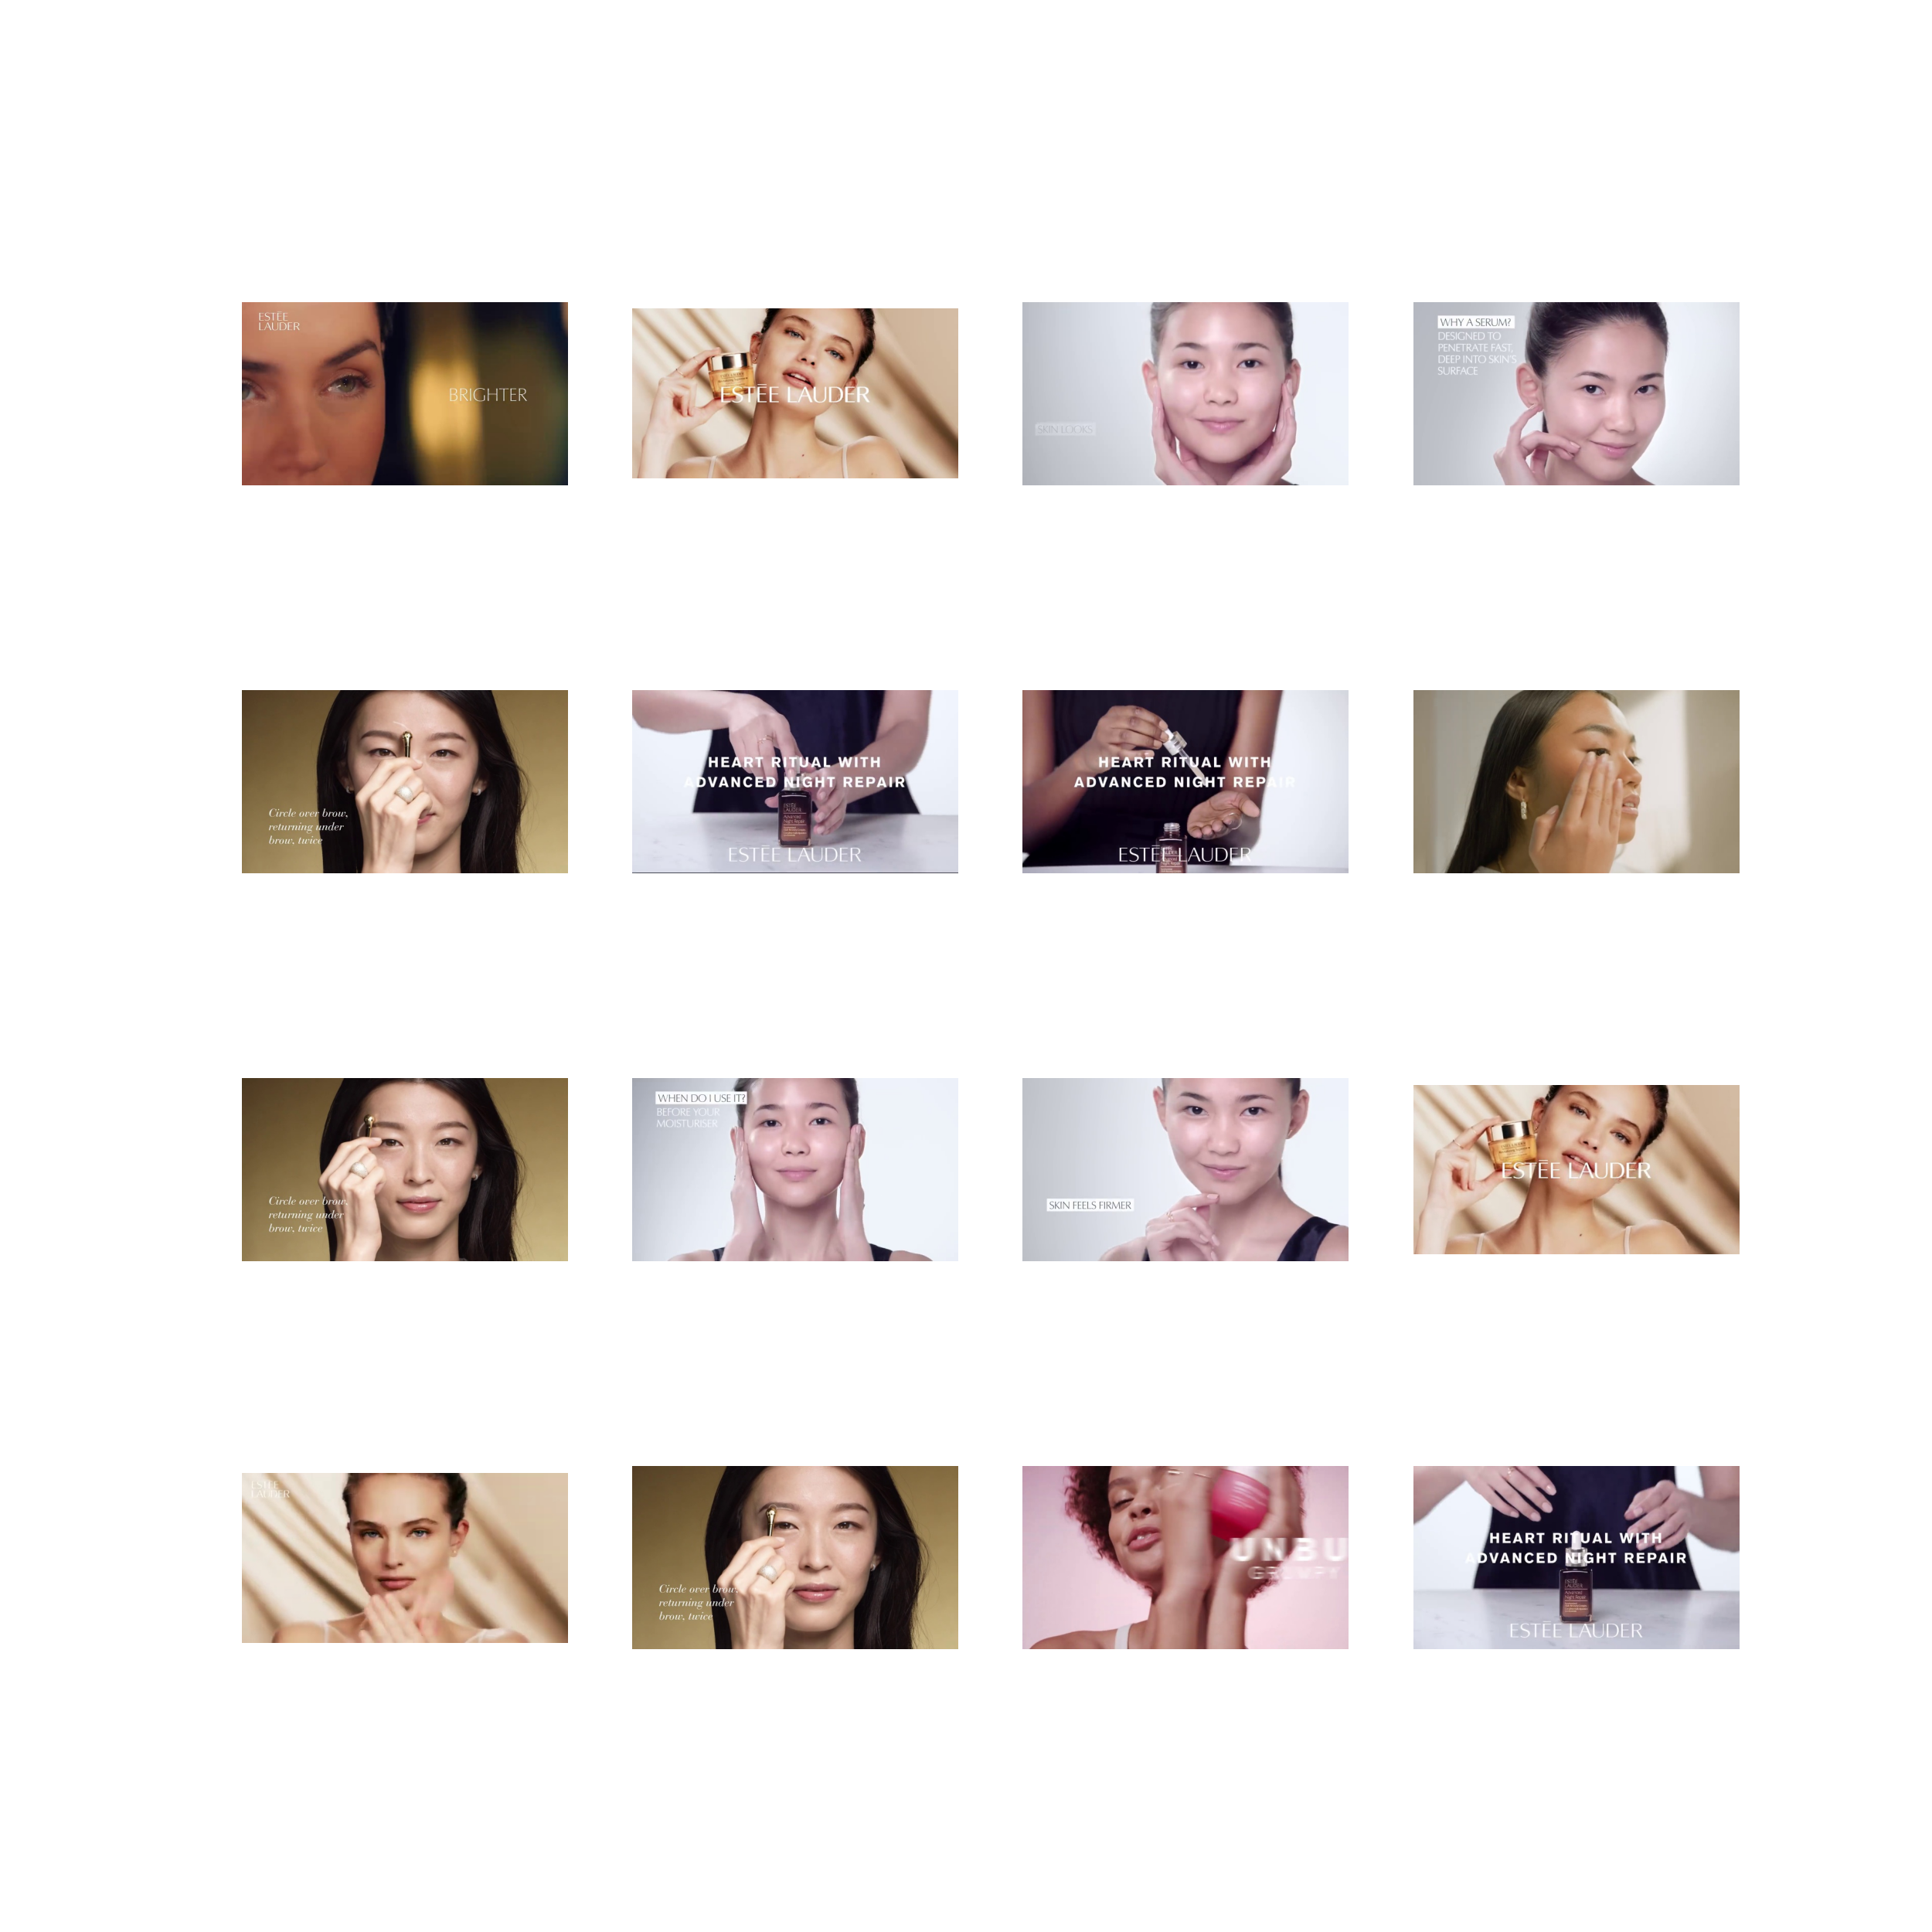 ESTÉE
LAUDER
BRIGHTER
ESTĒE LAUDER
SKIN LOOKS
WHY A SERUM?
DESIGNED TO
PENETRATE FAST,
DEEP INTO SKIN'S
SURFACE
Circle over brow,
returning under
brow, twice
HEART RITUAL WITH
ADVANCED NIGHT REPAIR
ESTĒE LAUDER
HEART RITUAL WITH
ADVANCED NIGHT REPAIR
ESTĒE LAUDER
Circle over brow,
returning under
brow, twice
WHEN DO I USE IT?
BEFORE YOUR
MOISTURISER
SKIN FEELS FIRMER
ESTĒE LAUDER
ESTĒE
LAUDER
Circle over brow,
returning under
brow, twice
UNBU
GRUMPY
HEART RITUAL WITH
ADVANCED NIGHT REPAIR
ESTĒE LAUDER